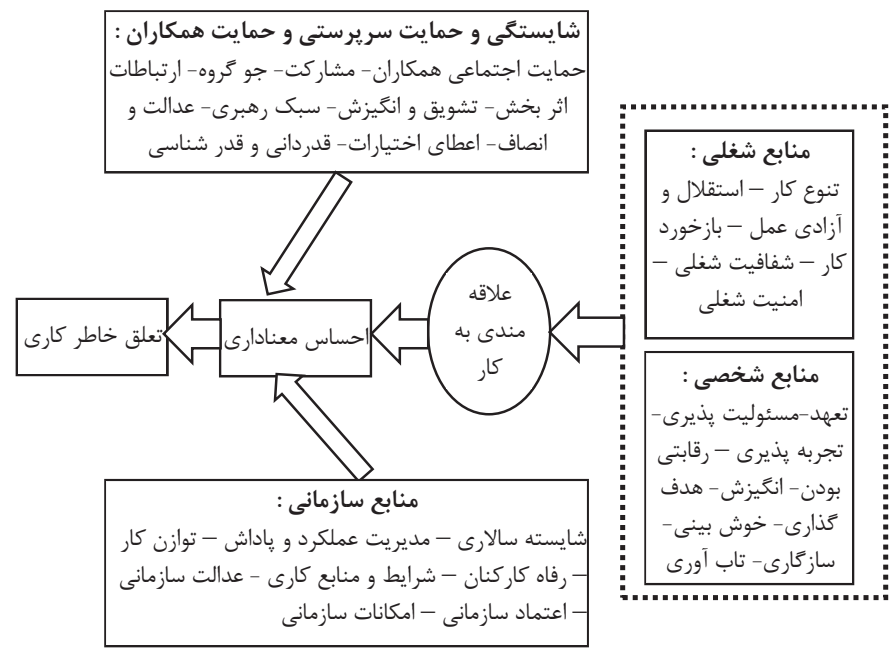 شایستگی و حمایت سرپرستی و حمایت همکاران :
حمایت اجتماعی همکاران- مشارکت- جو گروه- ارتباطات
اثر بخش- تشویق و انگیزش- سبک رهبری- عدالت و
انصاف- اعطای اختیارات- قدردانی و قدر شناسی
منابع شغلی :
تنوع کار – استقلال و
آزادی عمل – بازخورد
کار – شفافیت شغلی –
امنیت شغلی
منابع شخصی :
تعهد-مسئولیت پذیری-
تجربه پذیری – رقابتی
بودن- انگیزش- هدف
گذاری- خوش بینی-
سازگاری- تاب آوری
علاقه
مندی به
کار
احساس معناداری
تعلق خاطر کاری
منابع سازمانی :
شایسته سالاری – مدیریت عملکرد و پاداش – توازن کار
– رفاه کارکنان – شرایط و منابع کاری - عدالت سازمانی
– اعتماد سازمانی – امکانات سازمانی